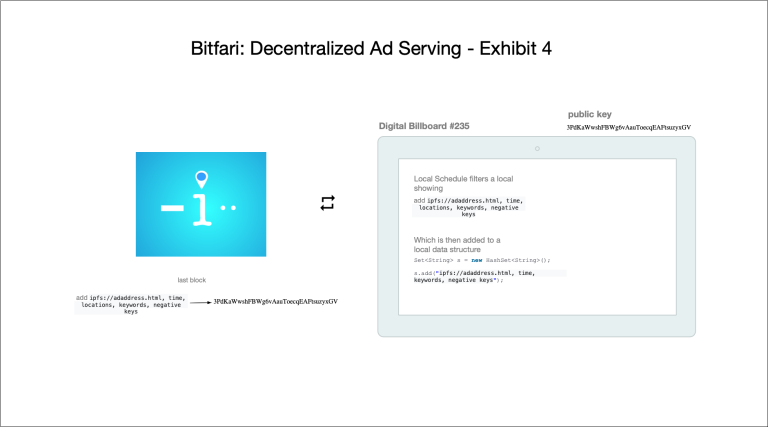 Bitfari: Decentralized Ad Serving - Exhibit 4
public key
Digital Billboard #235
3PdKaWwshFBWg6vAauToecqEAPtsuzyxGV
Local Schedule filters a local
showing
add ipfs://adaddress.html, time,
locations, keywords, negative
keys
Which is then added to a
local data structure
Set<String> s = new HashSet<String>();
s.add("ipfs://adaddress.html, time,
keywords, negative keys");
-i..
last block
add ipfs://adaddress.html, time,
locations, keywords, negative
keys
3PdKaWwshFBWg6vAauToecqEAPtsuzyxGV